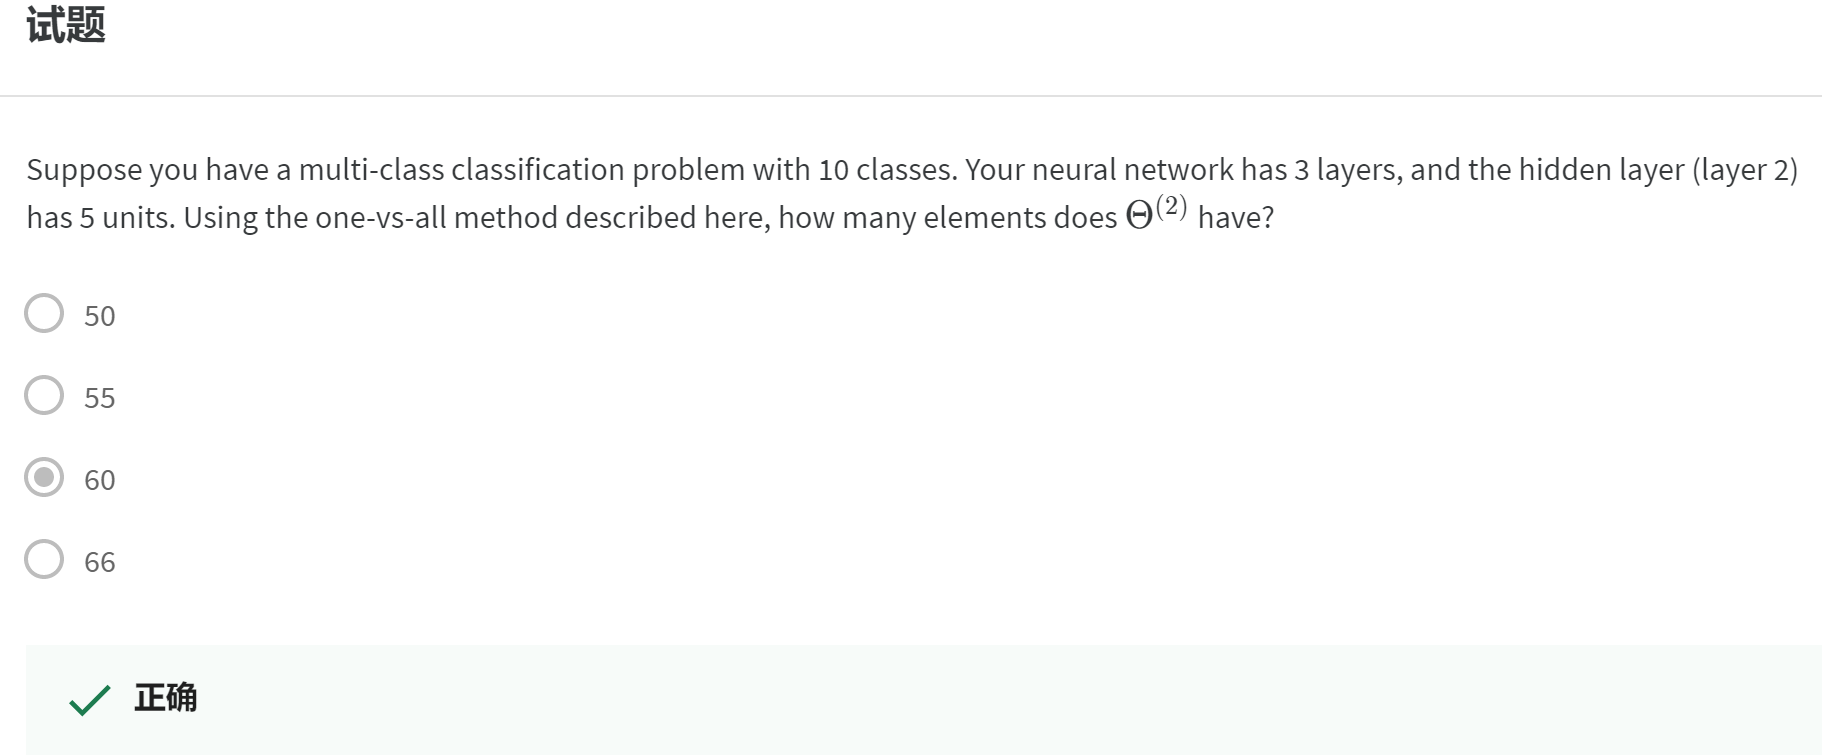 试题
Suppose you have a multi-class classification problem with 10 classes. Your neural network has 3 layers, and the hidden layer (layer 2)
has 5 units. Using the one-vs-all method described here, how many elements does Θ^(2) have?
50
55
60
66
正确